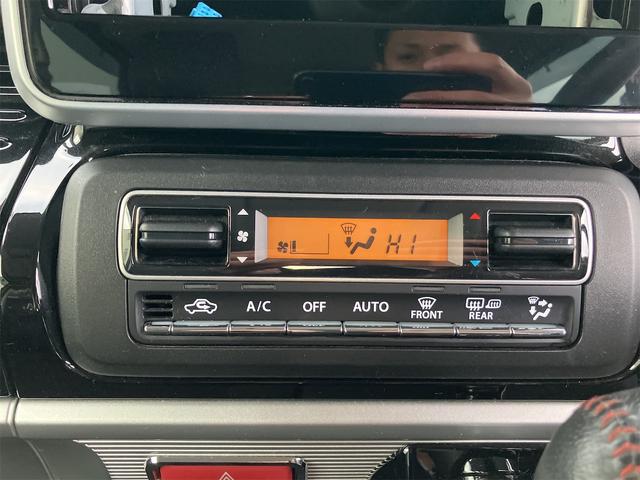 HI
A/C OFF AUTO FRONT REAR